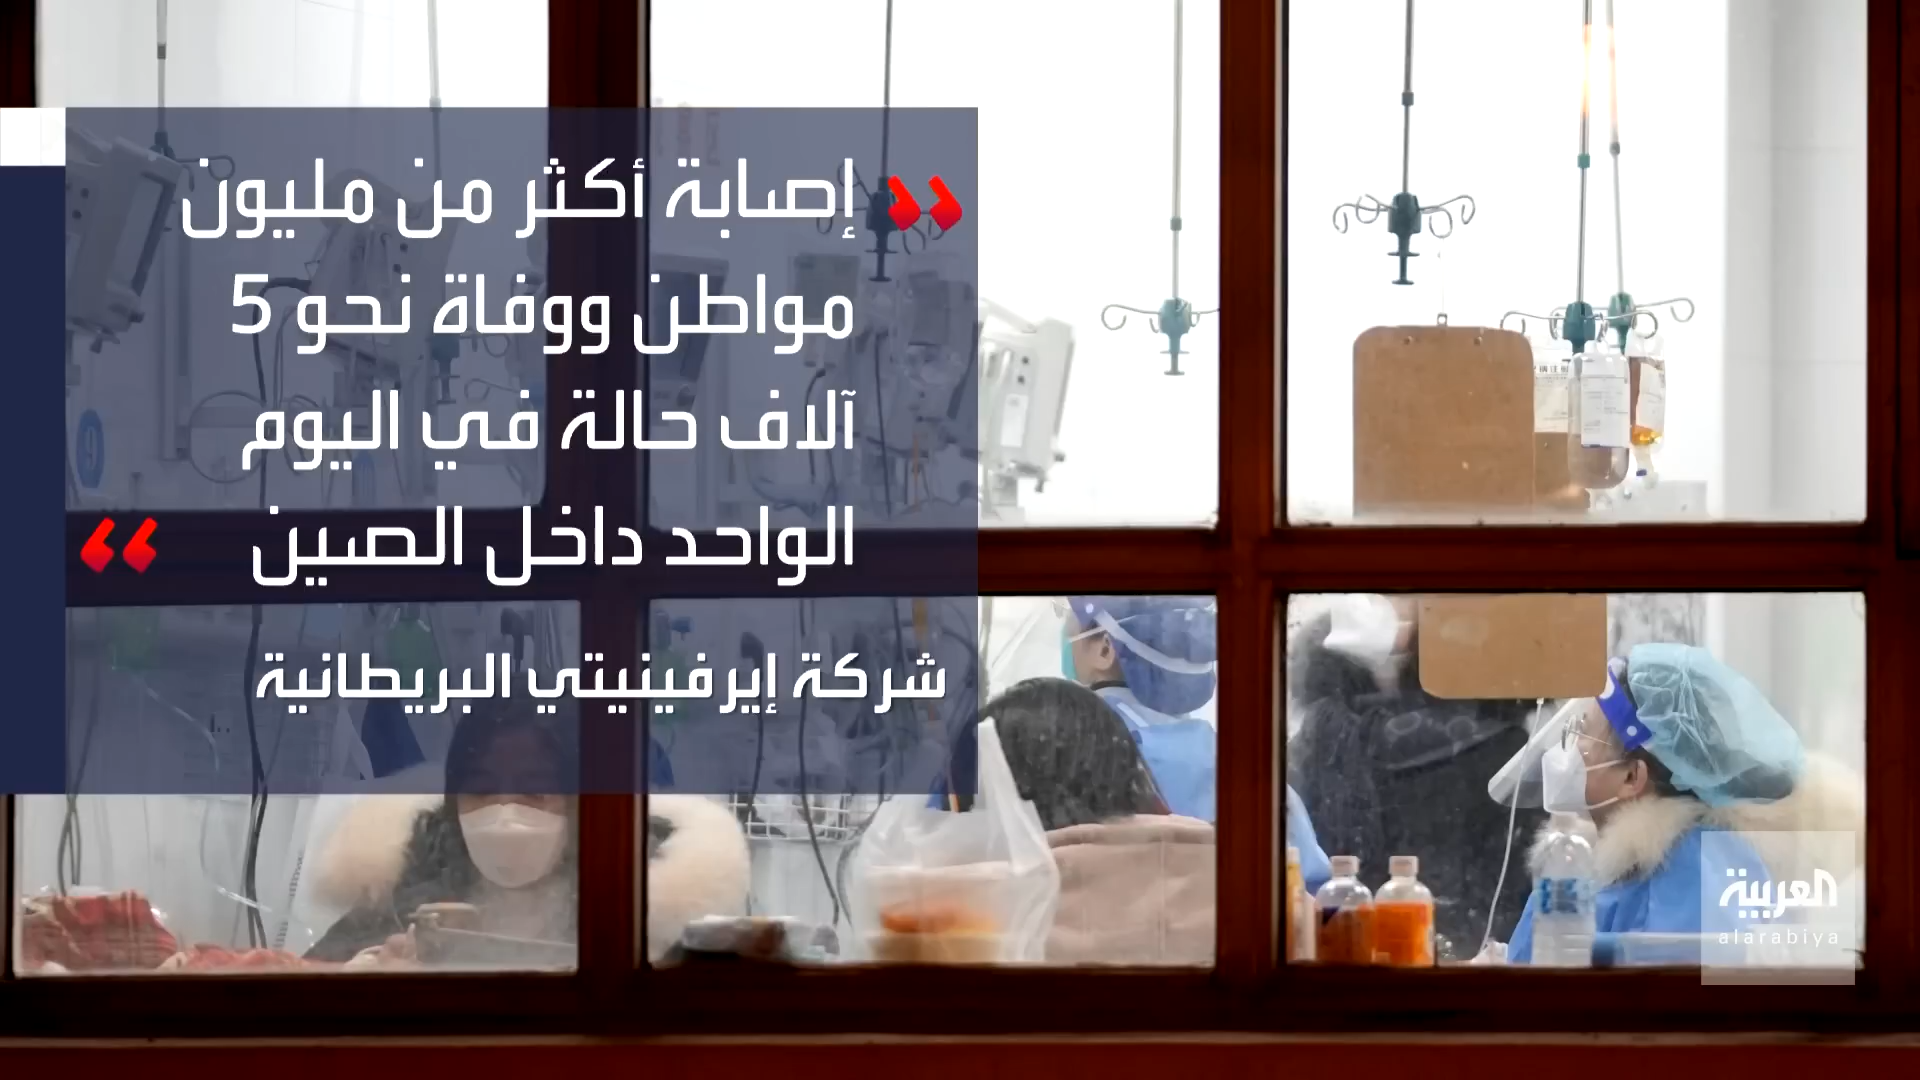 إصابة أكثر من مليون
مواطن ووفاة نحو 5
آلاف حالة في اليوم
الواحد داخل الصين
شركة إيرفينيتي البريطانية
9
العربية
alarabiya